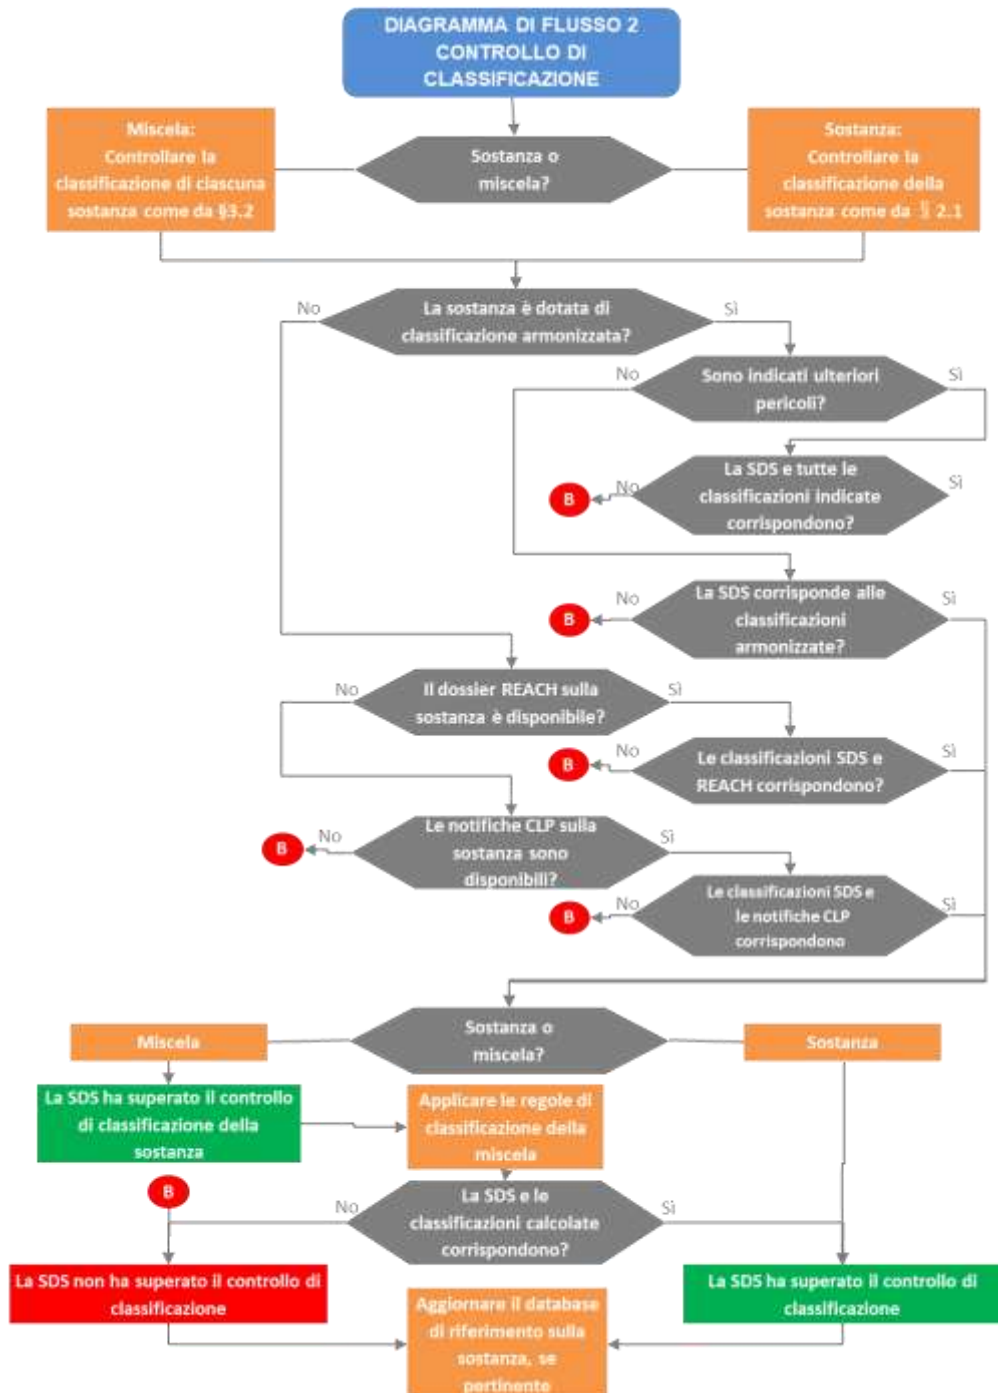 DIAGRAMMA DI FLUSSO 2
CONTROLLO DI
CLASSIFICAZIONE
Miscela:
Controllare la
classificazione di ciascuna
sostanza come da §3.2
Sostanza o
miscela?
Sostanza:
Controllare la
classificazione della
sostanza come da § 2.1
No
La sostanza è dotata di
classificazione armonizzata?
Sì
No
Sono indicati ulteriori
pericoli?
Sì
B
No
La SDS e tutte le
classificazioni indicate
corrispondono?
Sì
B
No
La SDS corrisponde alle
classificazioni
armonizzate?
Sì
No
Il dossier REACH sulla
sostanza è disponibile?
Sì
B
No
Le classificazioni SDS e
REACH corrispondono?
Sì
B
No
Le notifiche CLP sulla
sostanza sono
disponibili?
Sì
B
No
Le classificazioni SDS e
le notifiche CLP
corrispondono
Sì
Miscela
Sostanza o
miscela?
Sostanza
La SDS ha superato il controllo
di classificazione della
sostanza
Applicare le regole di
classificazione della
miscela
B
No
La SDS e le
classificazioni calcolate
corrispondono?
Sì
La SDS non ha superato il controllo di
classificazione
Aggiornare il database
di riferimento sulla
sostanza, se
pertinente
La SDS ha superato il controllo di
classificazione